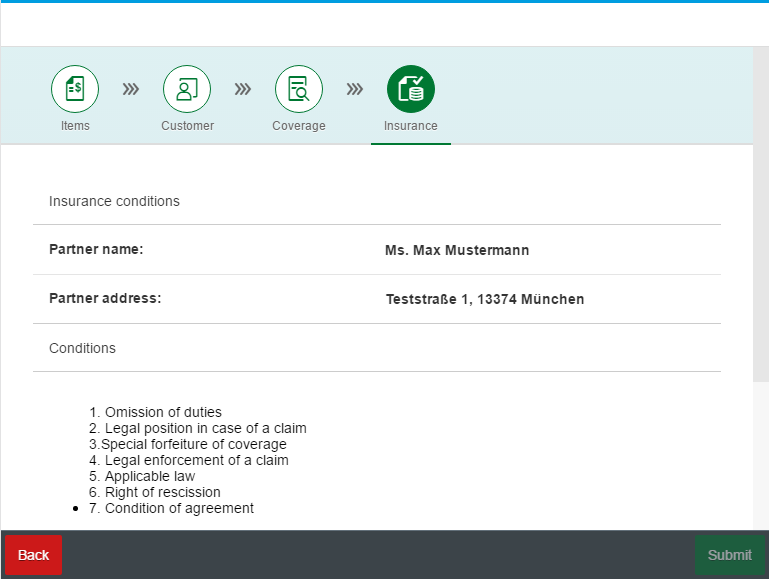 Items
Customer
Coverage
Insurance
Insurance conditions
Partner name: Ms. Max Mustermann
Partner address: Teststraße 1, 13374 München
Conditions
1. Omission of duties
2. Legal position in case of a claim
3.Special forfeiture of coverage
4. Legal enforcement of a claim
5. Applicable law
6. Right of rescission
• 7. Condition of agreement
Back
Submit